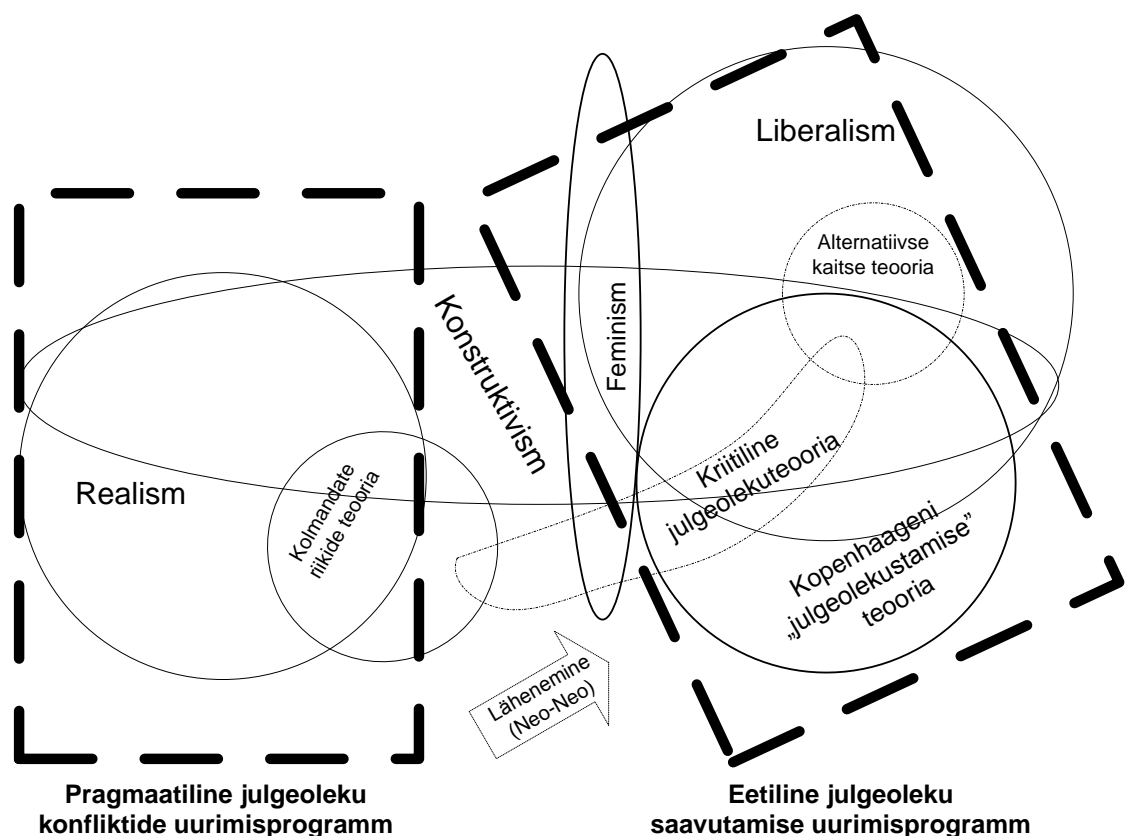 Liberalism
Alternatiivse
kaitse teooria
Feminism
Konstruktivism
Realism
Kolmandate
riikide teooria
Kriitiline
julgeolekuteooria
Kopenhaageni
„julgeolekustamise”
teooria
Lähenemine
(Neo-Neo)
Pragmaatiline julgeoleku
konfliktide uurimisprogramm
Eetiline julgeoleku
saavutamise uurimisprogramm